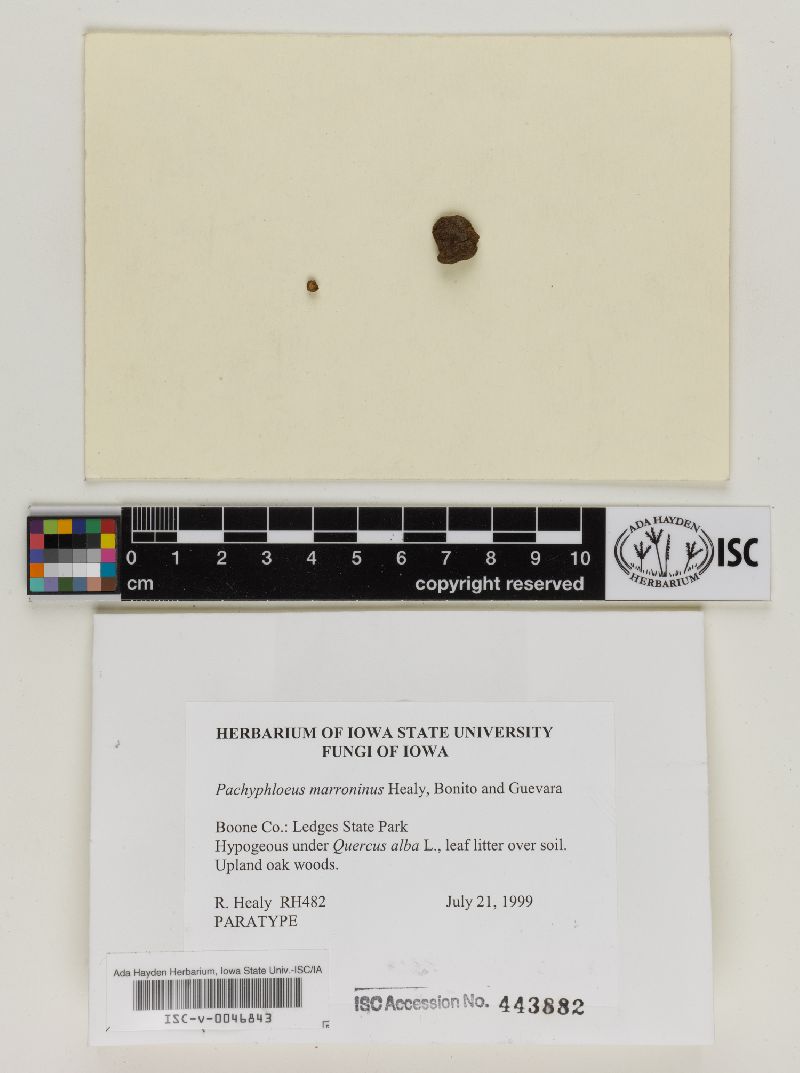 0 1 2 3 4 5 6 7 8 9 10
cm copyright reserved
ADA HAYDEN
HERBARIUM
ISC
HERBARIUM OF IOWA STATE UNIVERSITY
FUNGI OF IOWA
Pachyphloeus marroninus Healy, Bonito and Guevara
Boone Co.: Ledges State Park
Hypogeous under Quercus alba L., leaf litter over soil.
Upland oak woods.
R. Healy RH482 July 21, 1999
PARATYPE
Ada Hayden Herbarium, Iowa State Univ.-ISC/IA
ISC-v-0046843
ISC Accession No. 443882